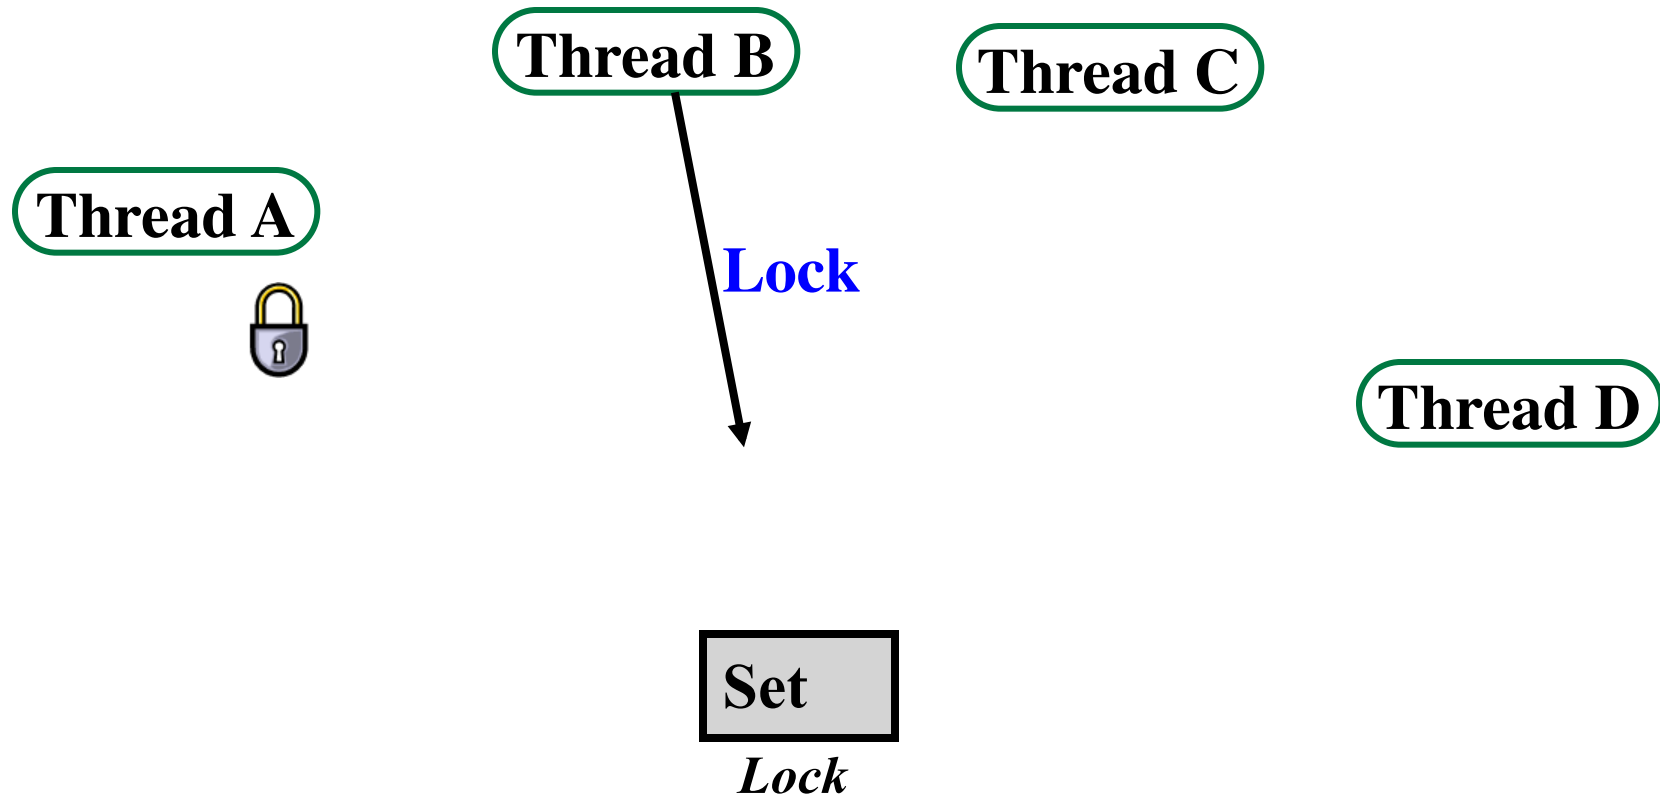 Thread B
Thread C
Thread A
Lock
Thread D
Set
Lock